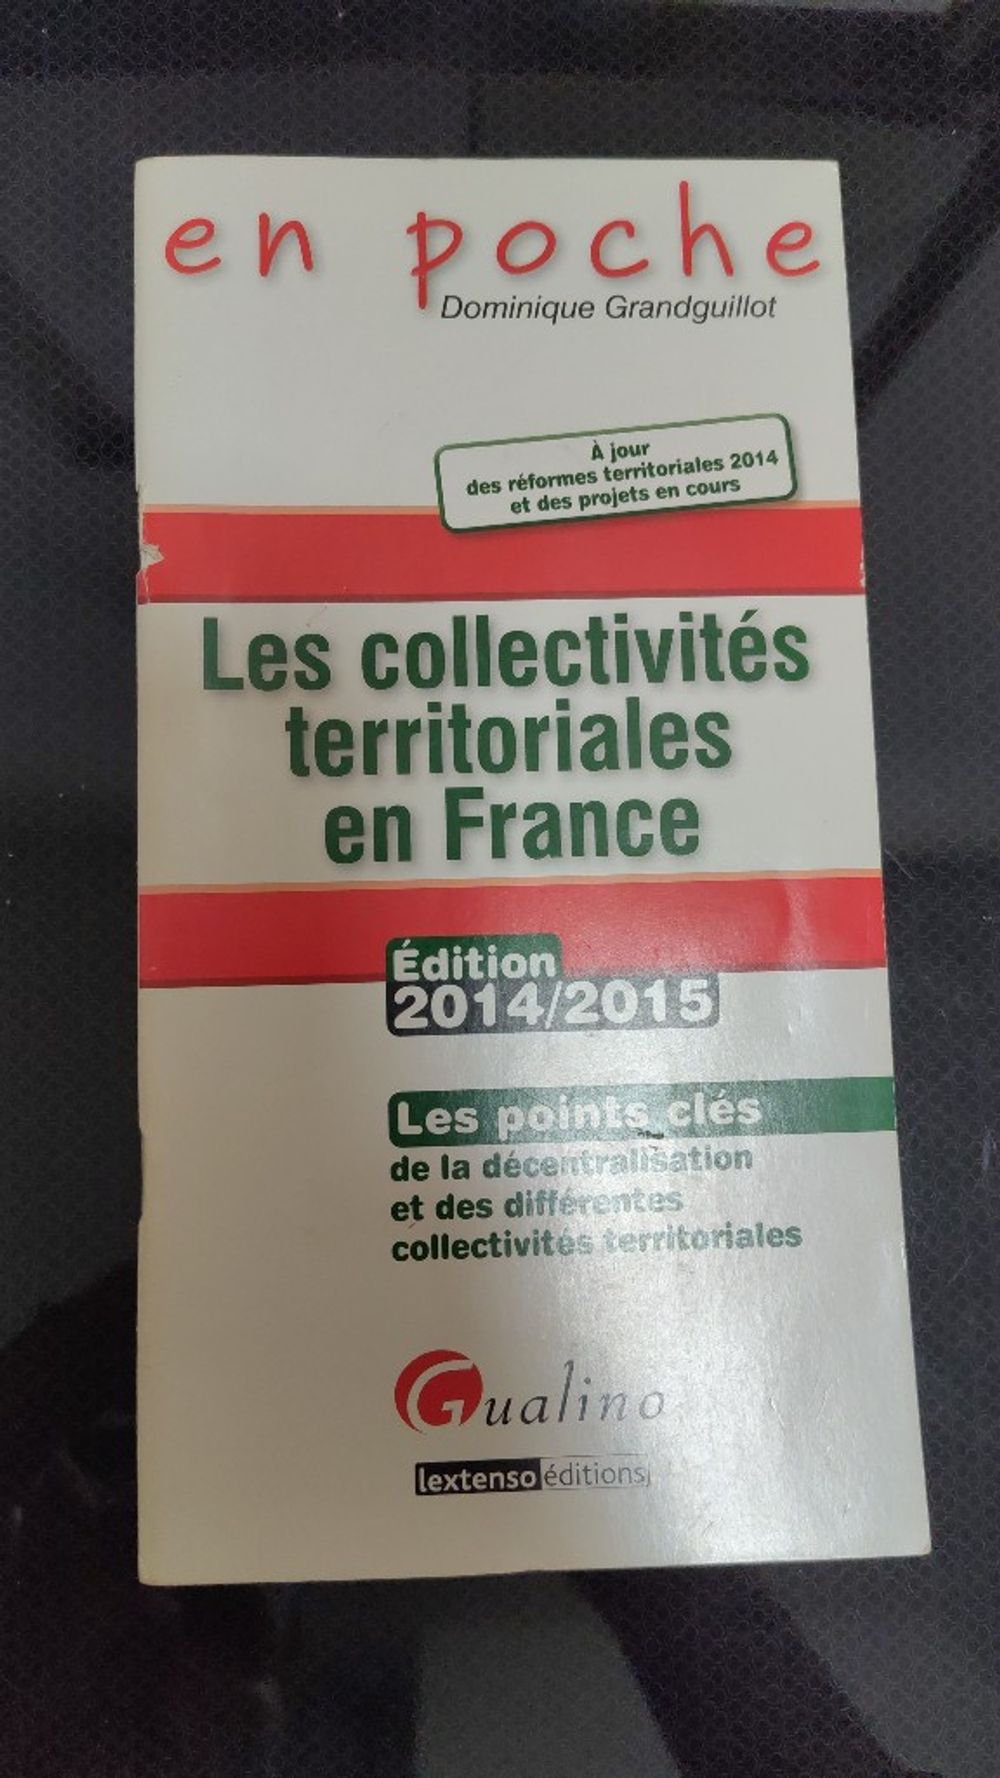 en poche
Dominique Grandguillot
À jour
des réformes territoriales 2014
et des projets en cours
Les collectivités
territoriales
en France
Édition
2014/2015
Les points clés
de la décentralisation
et des différentes
collectivités territoriales
Gualino
lextenso éditions